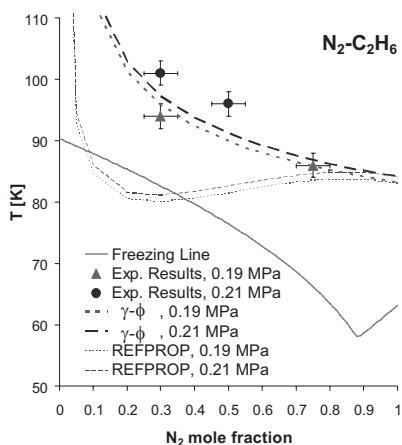 N2-C2H6
110
100
90
80
70
60
50
T [K]
Freezing Line
Exp. Results, 0.19 MPa
Exp. Results, 0.21 MPa
γ-ϕ , 0.19 MPa
γ-ϕ , 0.21 MPa
REFPROP, 0.19 MPa
REFPROP, 0.21 MPa
0 0.1 0.2 0.3 0.4 0.5 0.6 0.7 0.8 0.9 1
N2 mole fraction